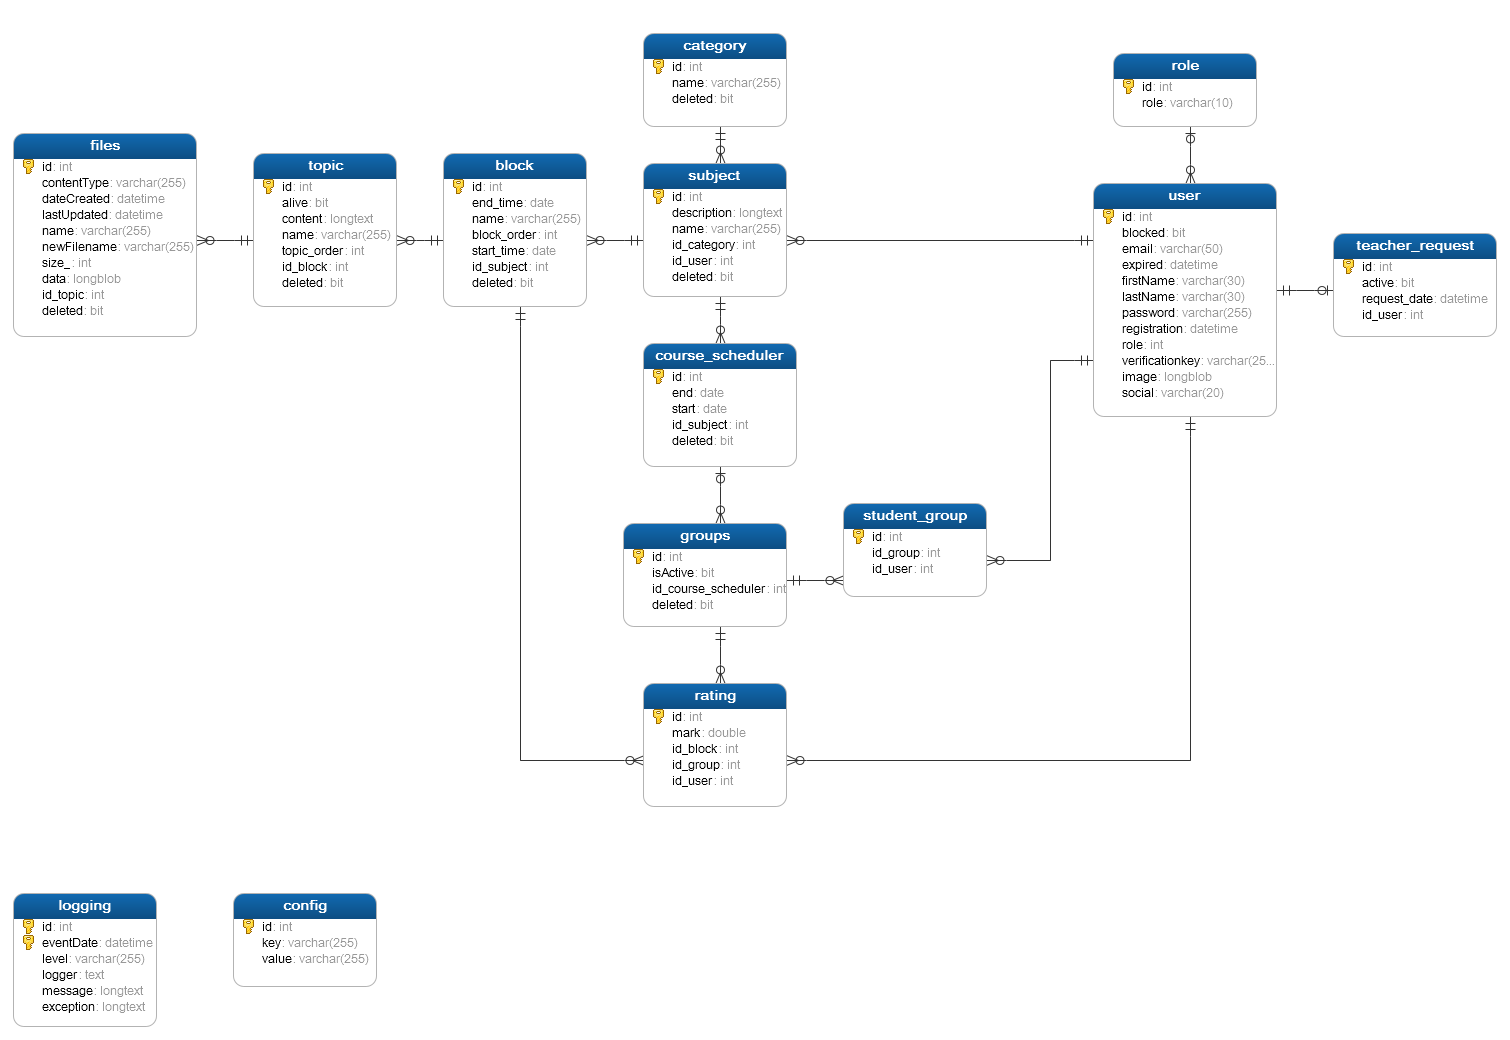 category
id: int
name: varchar(255)
deleted: bit
role
id: int
role: varchar(10)
files
id: int
contentType: varchar(255)
dateCreated: datetime
lastUpdated: datetime
name: varchar(255)
newFilename: varchar(255)
size_: int
data: longblob
id_topic: int
deleted: bit
topic
id: int
alive: bit
content: longtext
name: varchar(255)
topic_order: int
id_block: int
deleted: bit
block
id: int
end_time: date
name: varchar(255)
block_order: int
start_time: date
id_subject: int
deleted: bit
subject
id: int
description: longtext
name: varchar(255)
id_category: int
id_user: int
deleted: bit
user
id: int
blocked: bit
email: varchar(50)
expired: datetime
firstName: varchar(30)
lastName: varchar(30)
password: varchar(255)
registration: datetime
role: int
verificationkey: varchar(25...
image: longblob
social: varchar(20)
teacher_request
id: int
active: bit
request_date: datetime
id_user: int
course_scheduler
id: int
end: date
start: date
id_subject: int
deleted: bit
groups
id: int
isActive: bit
id_course_scheduler: int
deleted: bit
student_group
id: int
id_group: int
id_user: int
rating
id: int
mark: double
id_block: int
id_group: int
id_user: int
logging
id: int
eventDate: datetime
level: varchar(255)
logger: text
message: longtext
exception: longtext
config
id: int
key: varchar(255)
value: varchar(255)